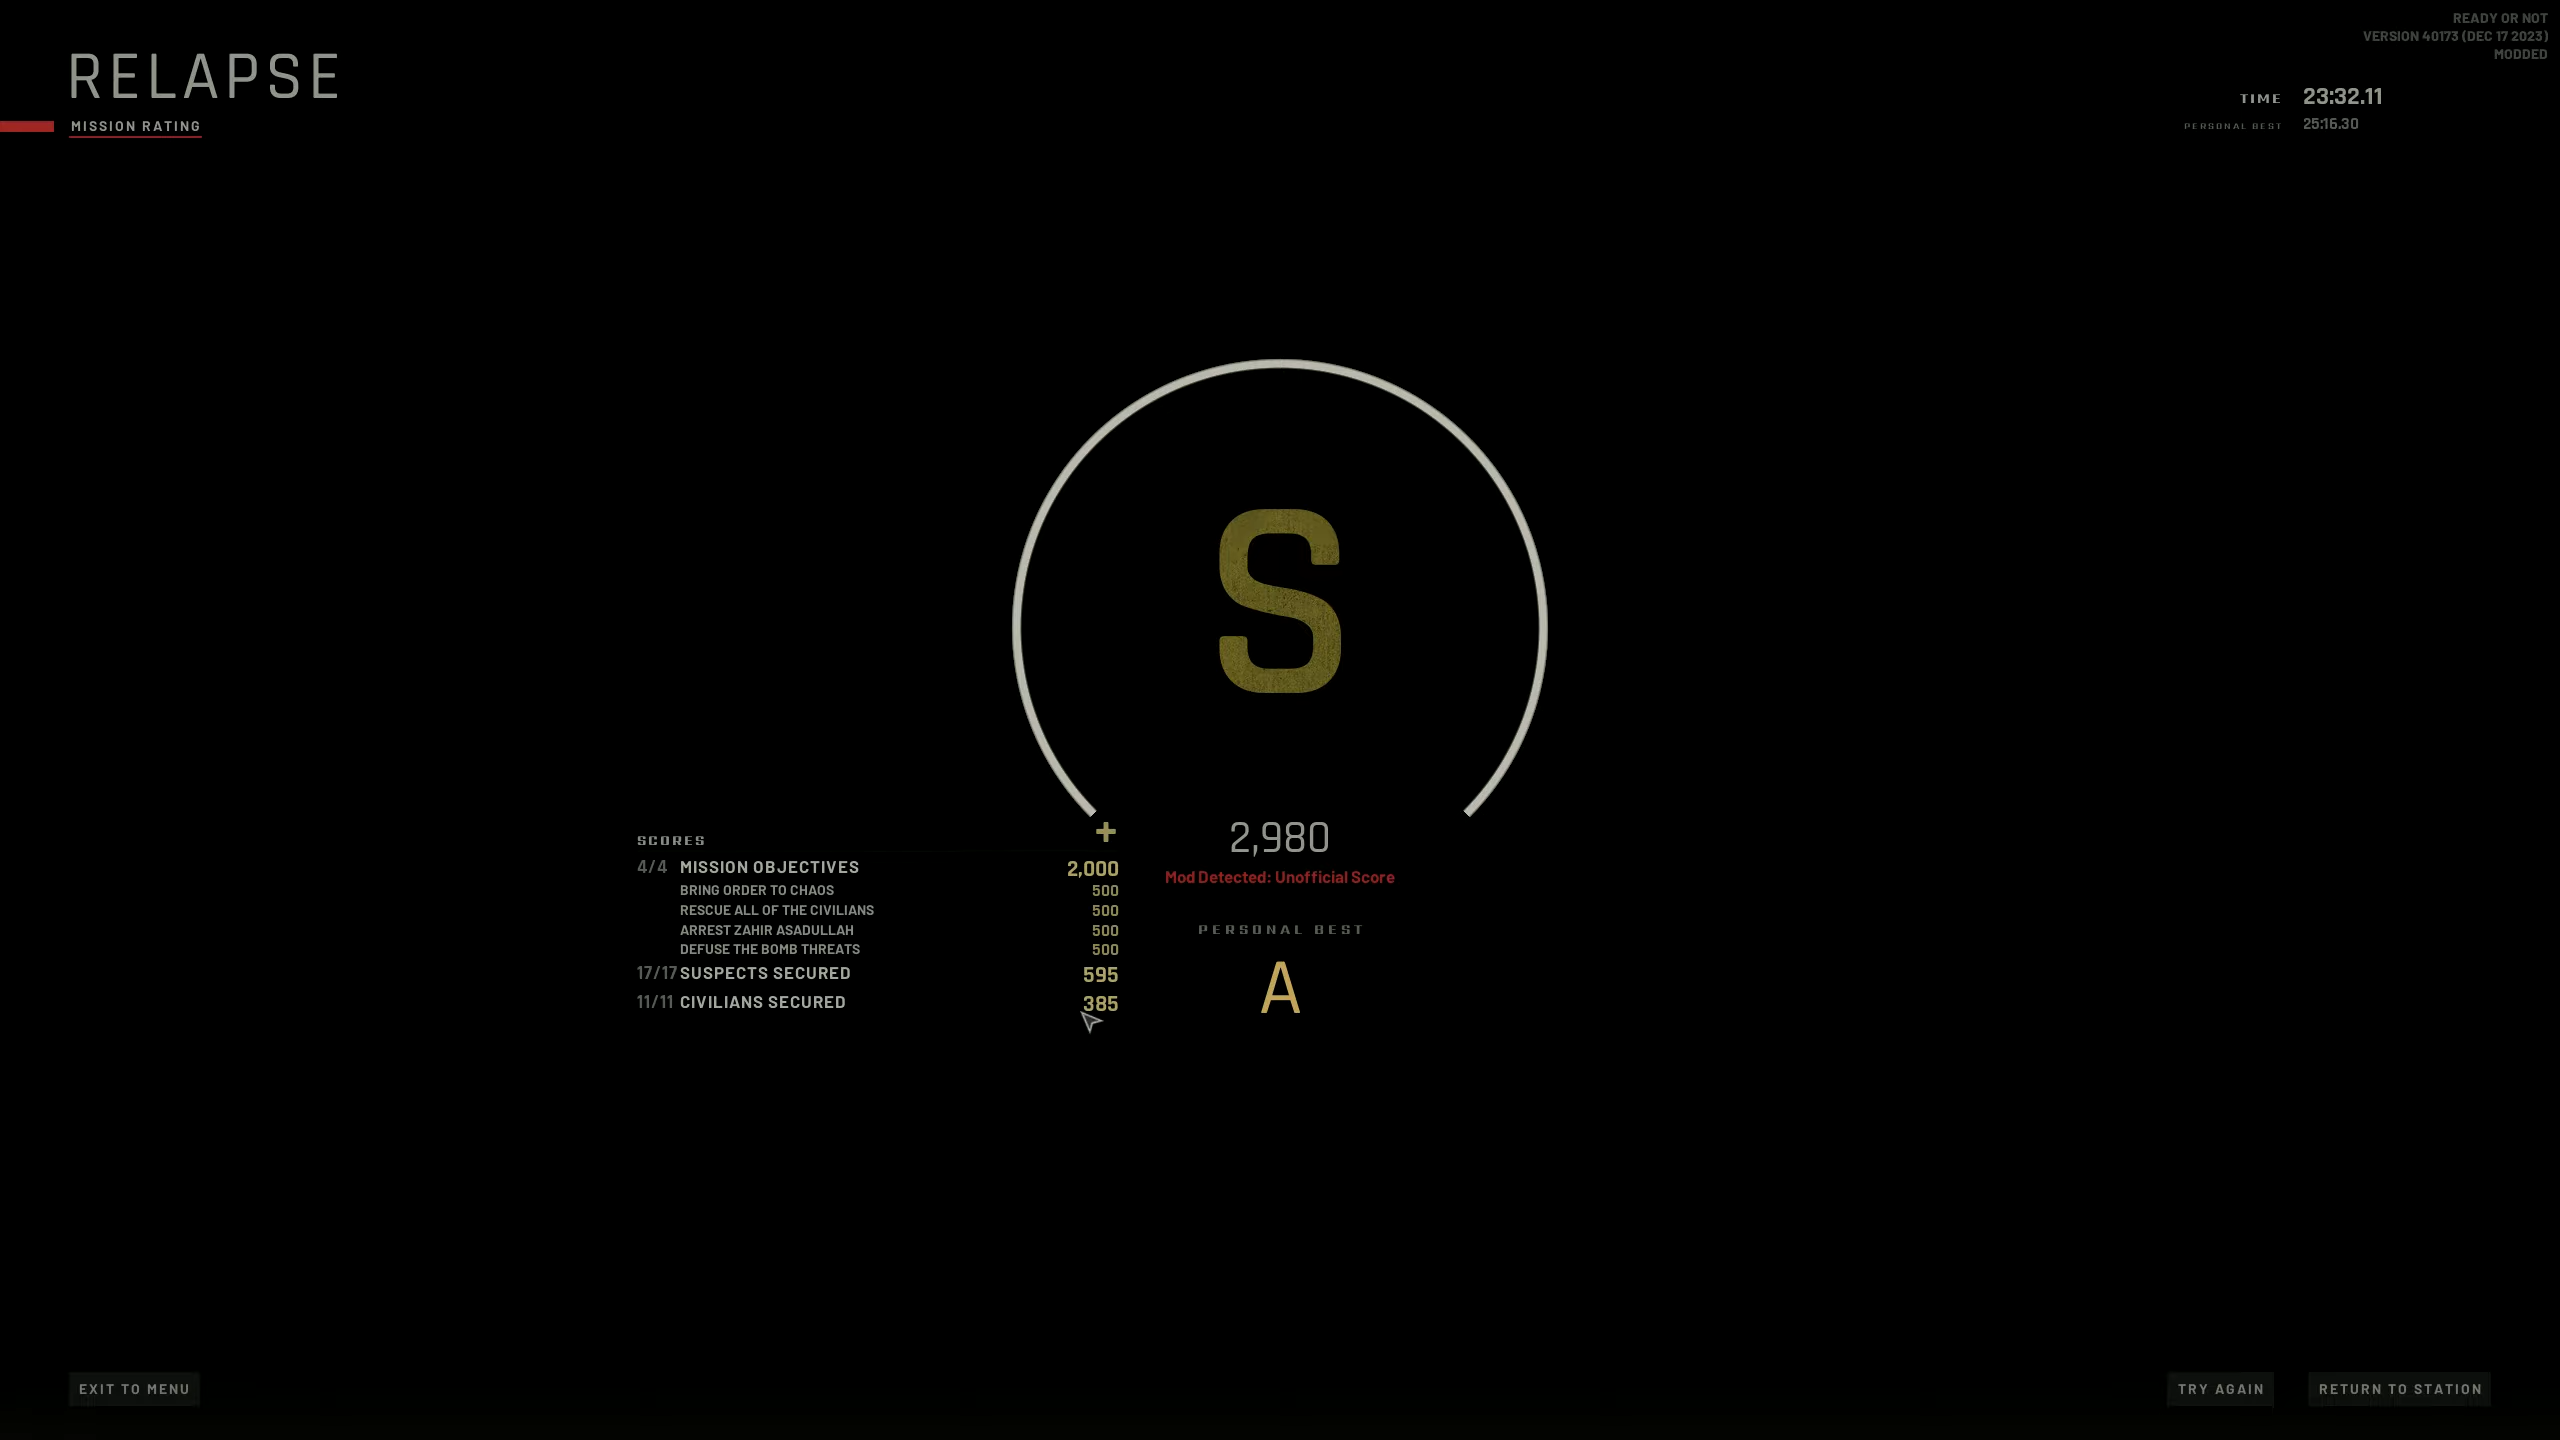 READY OR NOT
VERSION 40173 (DEC 17 2023)
MODDED
RELAPSE
MISSION RATING
TIME 23:32.11
PERSONAL BEST 25:16.30
S
2,980
Mod Detected: Unofficial Score
PERSONAL BEST
A
SCORES +
4/4 MISSION OBJECTIVES 2,000
BRING ORDER TO CHAOS 500
RESCUE ALL OF THE CIVILIANS 500
ARREST ZAHIR ASADULLAH 500
DEFUSE THE BOMB THREATS 500
17/17 SUSPECTS SECURED 595
11/11 CIVILIANS SECURED 385
EXIT TO MENU
TRY AGAIN
RETURN TO STATION